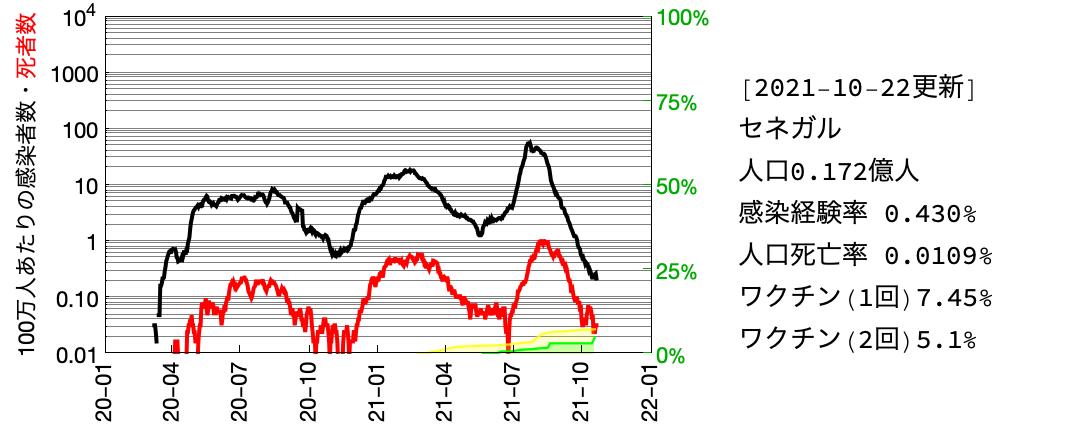 100万人あたりの感染者数・死者数
10^4
1000
100
10
1
0.10
0.01
100%
75%
50%
25%
0%
20-01
20-04
20-07
20-10
21-01
21-04
21-07
21-10
22-01
[2021-10-22更新]
セネガル
人口0.172億人
感染経験率 0.430%
人口死亡率 0.0109%
ワクチン(1回)7.45%
ワクチン(2回)5.1%